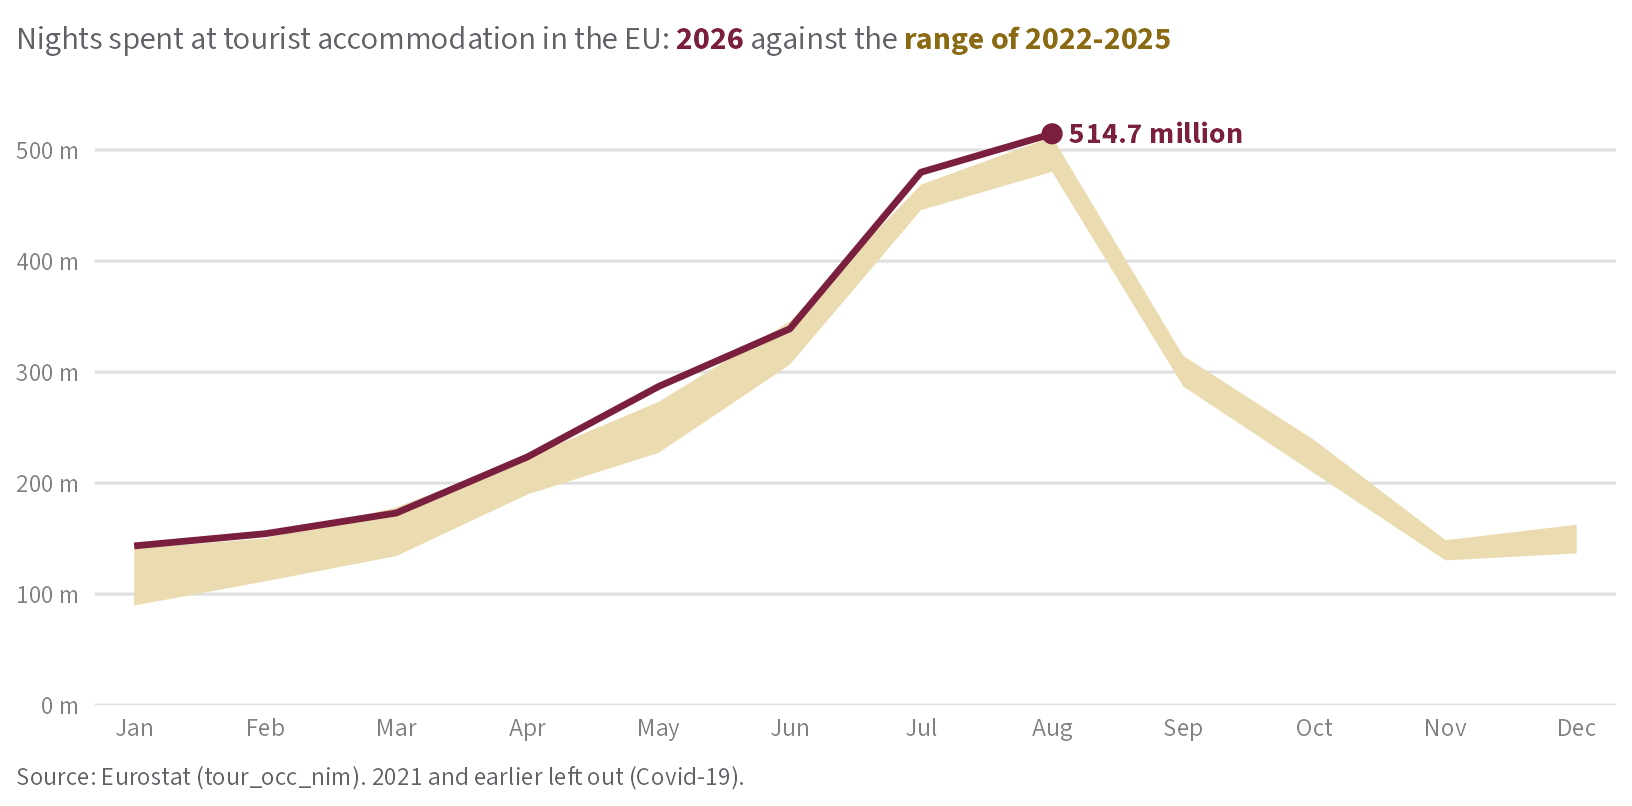 Nights spent at tourist accommodation in the EU: 2026 against the range of 2022-2025
514.7 million
500 m
400 m
300 m
200 m
100 m
0 m
Jan Feb Mar Apr May Jun Jul Aug Sep Oct Nov Dec
Source: Eurostat (tour_occ_nim). 2021 and earlier left out (Covid-19).